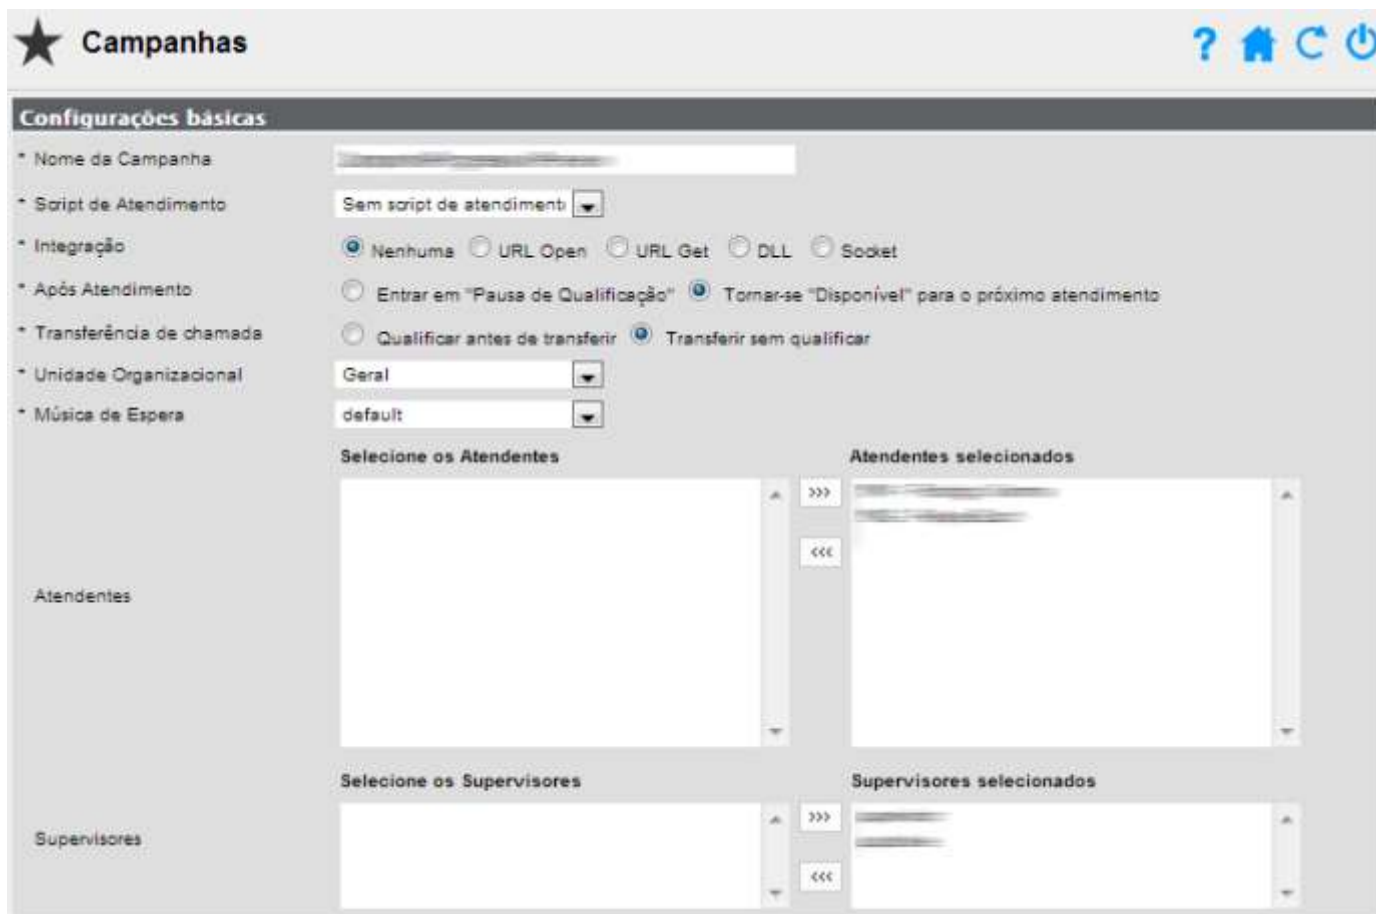 Campanhas
Configurações básicas
* Nome da Campanha
* Script de Atendimento Sem script de atendiment
* Integração Nenhuma URL Open URL Get DLL Socket
* Após Atendimento Entrar em "Pausa de Qualificação" Tornar-se "Disponível" para o próximo atendimento
* Transferência de chamada Qualificar antes de transferir Transferir sem qualificar
* Unidade Organizacional Geral
* Música de Espera default
Selecione os Atendentes Atendentes selecionados
>>>
<<<
Atendentes
Selecione os Supervisores Supervisores selecionados
>>>
Supervisores
<<<